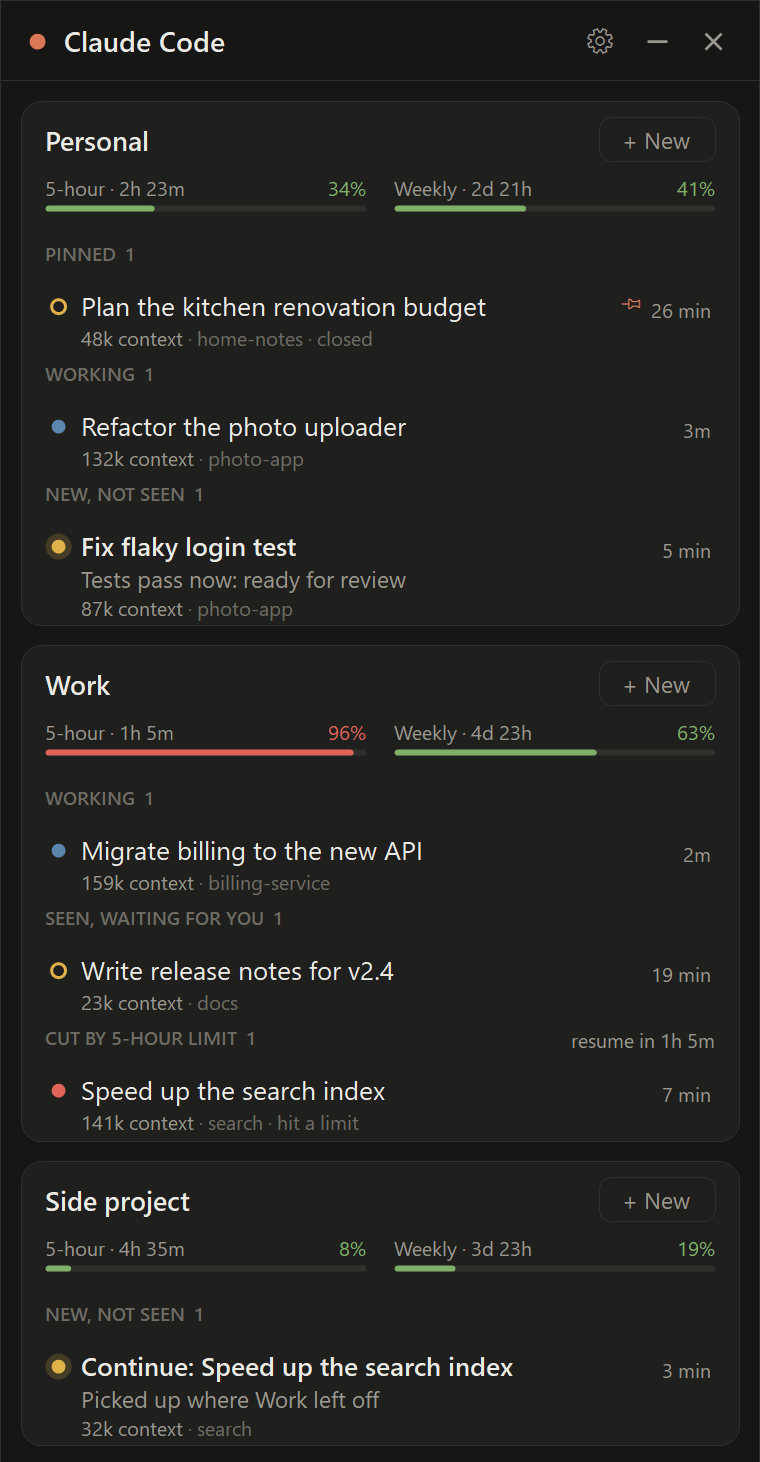 Claude Code
Personal
+ New
5-hour · 2h 23m 34% Weekly · 2d 21h 41%
PINNED 1
Plan the kitchen renovation budget 26 min
48k context · home-notes · closed
WORKING 1
Refactor the photo uploader 3m
132k context · photo-app
NEW, NOT SEEN 1
Fix flaky login test 5 min
Tests pass now: ready for review
87k context · photo-app
Work
+ New
5-hour · 1h 5m 96% Weekly · 4d 23h 63%
WORKING 1
Migrate billing to the new API 2m
159k context · billing-service
SEEN, WAITING FOR YOU 1
Write release notes for v2.4 19 min
23k context · docs
CUT BY 5-HOUR LIMIT 1 resume in 1h 5m
Speed up the search index 7 min
141k context · search · hit a limit
Side project
+ New
5-hour · 4h 35m 8% Weekly · 3d 23h 19%
NEW, NOT SEEN 1
Continue: Speed up the search index 3 min
Picked up where Work left off
32k context · search